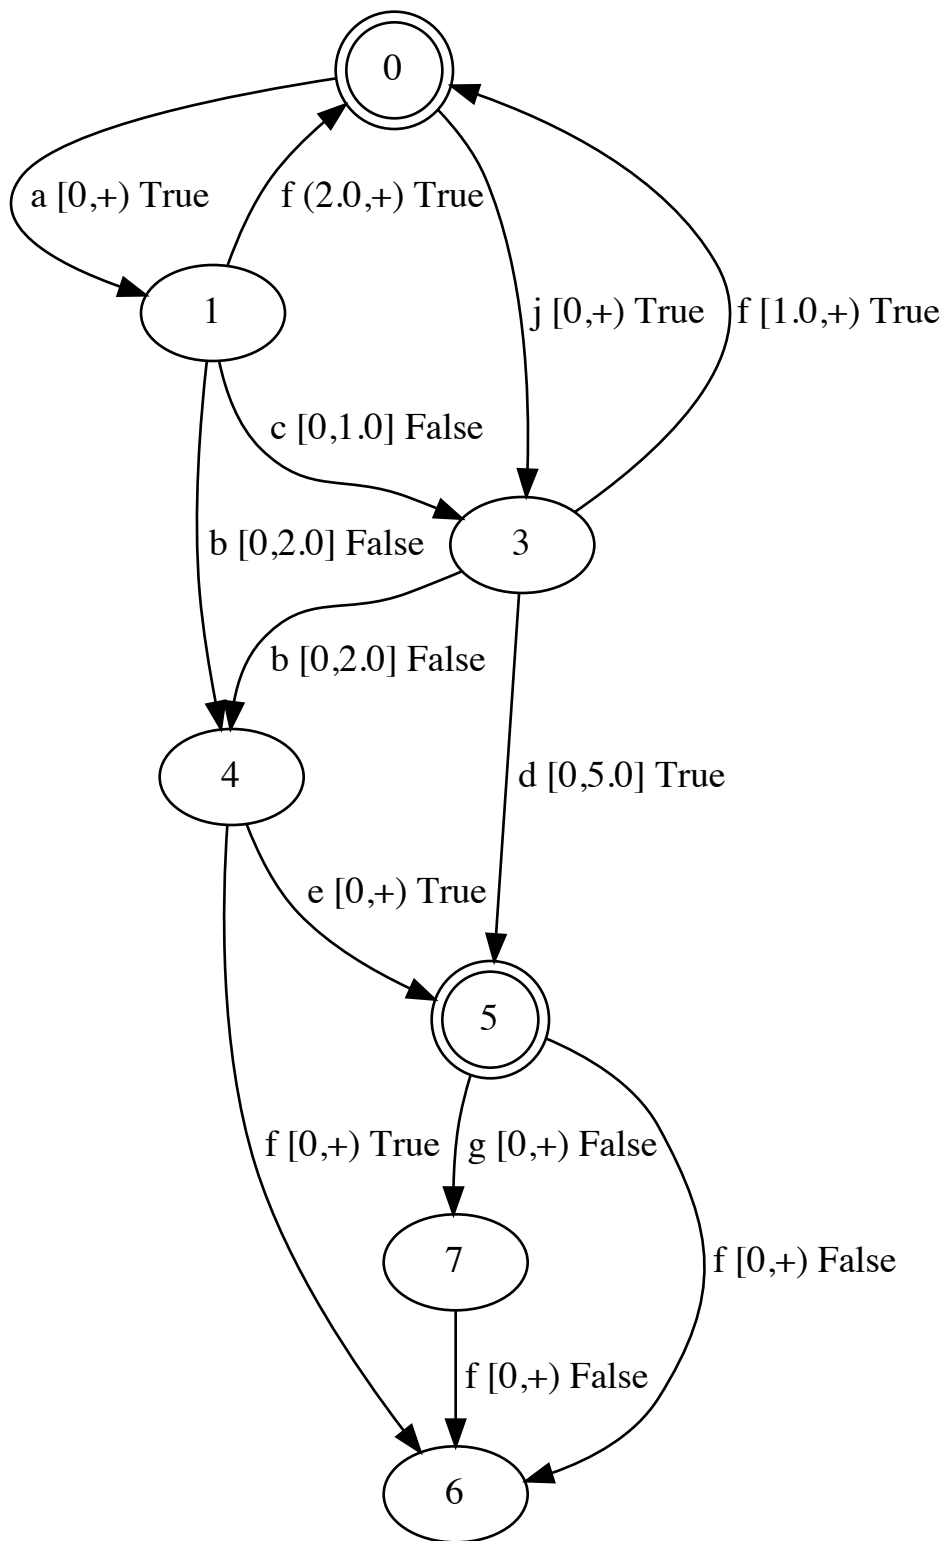 0
a [0,+) True
f (2.0,+) True
1
j [0,+) True
f [1.0,+) True
c [0,1.0] False
b [0,2.0] False
3
b [0,2.0] False
4
d [0,5.0] True
e [0,+) True
5
f [0,+) True
g [0,+) False
7
f [0,+) False
f [0,+) False
6